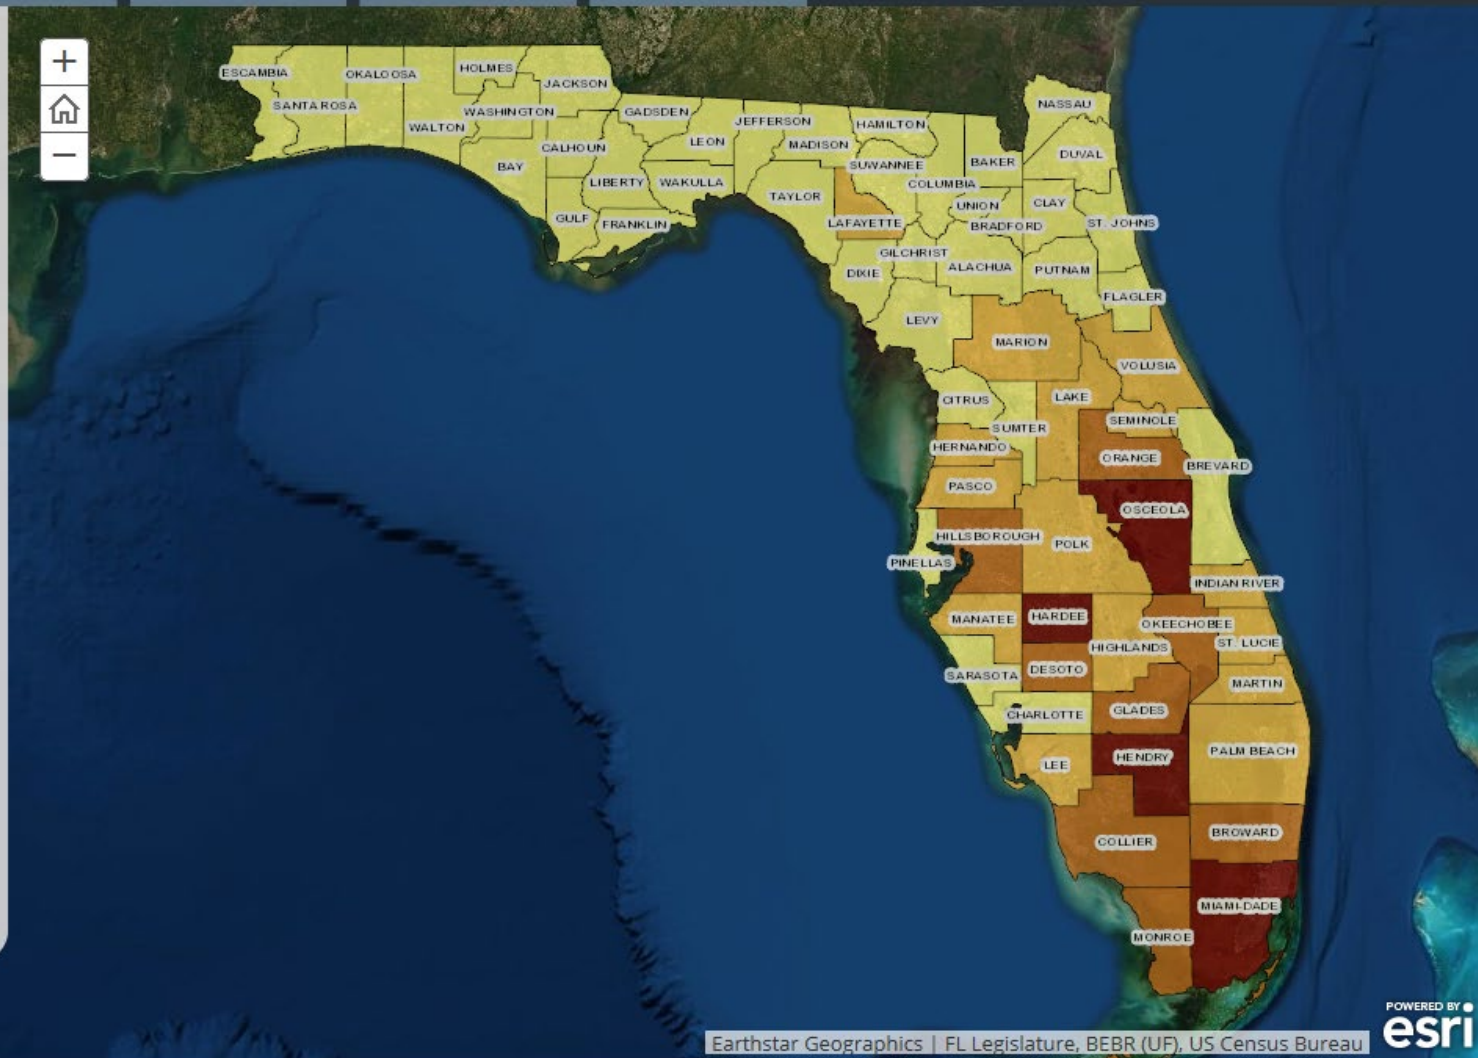 +
−
ESCAMBIA
OKALOOSA
HOLMES
JACKSON
SANTA ROSA
WASHINGTON
WALTON
GADSDEN
JEFFERSON
HAMILTON
NASSAU
LEON
MADISON
CALHOUN
BAY
SUWANNEE
BAKER
DUVAL
LIBERTY
WAKULLA
COLUMBIA
TAYLOR
UNION
CLAY
GULF
FRANKLIN
LAFAYETTE
BRADFORD
ST. JOHNS
GILCHRIST
DIXIE
ALACHUA
PUTNAM
FLAGLER
LEVY
MARION
VOLUSIA
CITRUS
LAKE
SUMTER
SEMINOLE
HERNANDO
ORANGE
BREVARD
PASCO
OSCEOLA
HILLSBOROUGH
POLK
PINELLAS
INDIAN RIVER
MANATEE
HARDEE
OKEECHOBEE
HIGHLANDS
ST. LUCIE
SARASOTA
DESOTO
MARTIN
CHARLOTTE
GLADES
LEE
HENDRY
PALM BEACH
COLLIER
BROWARD
MIAMI-DADE
MONROE
POWERED BY
esri
Earthstar Geographics | FL Legislature, BEBR (UF), US Census Bureau